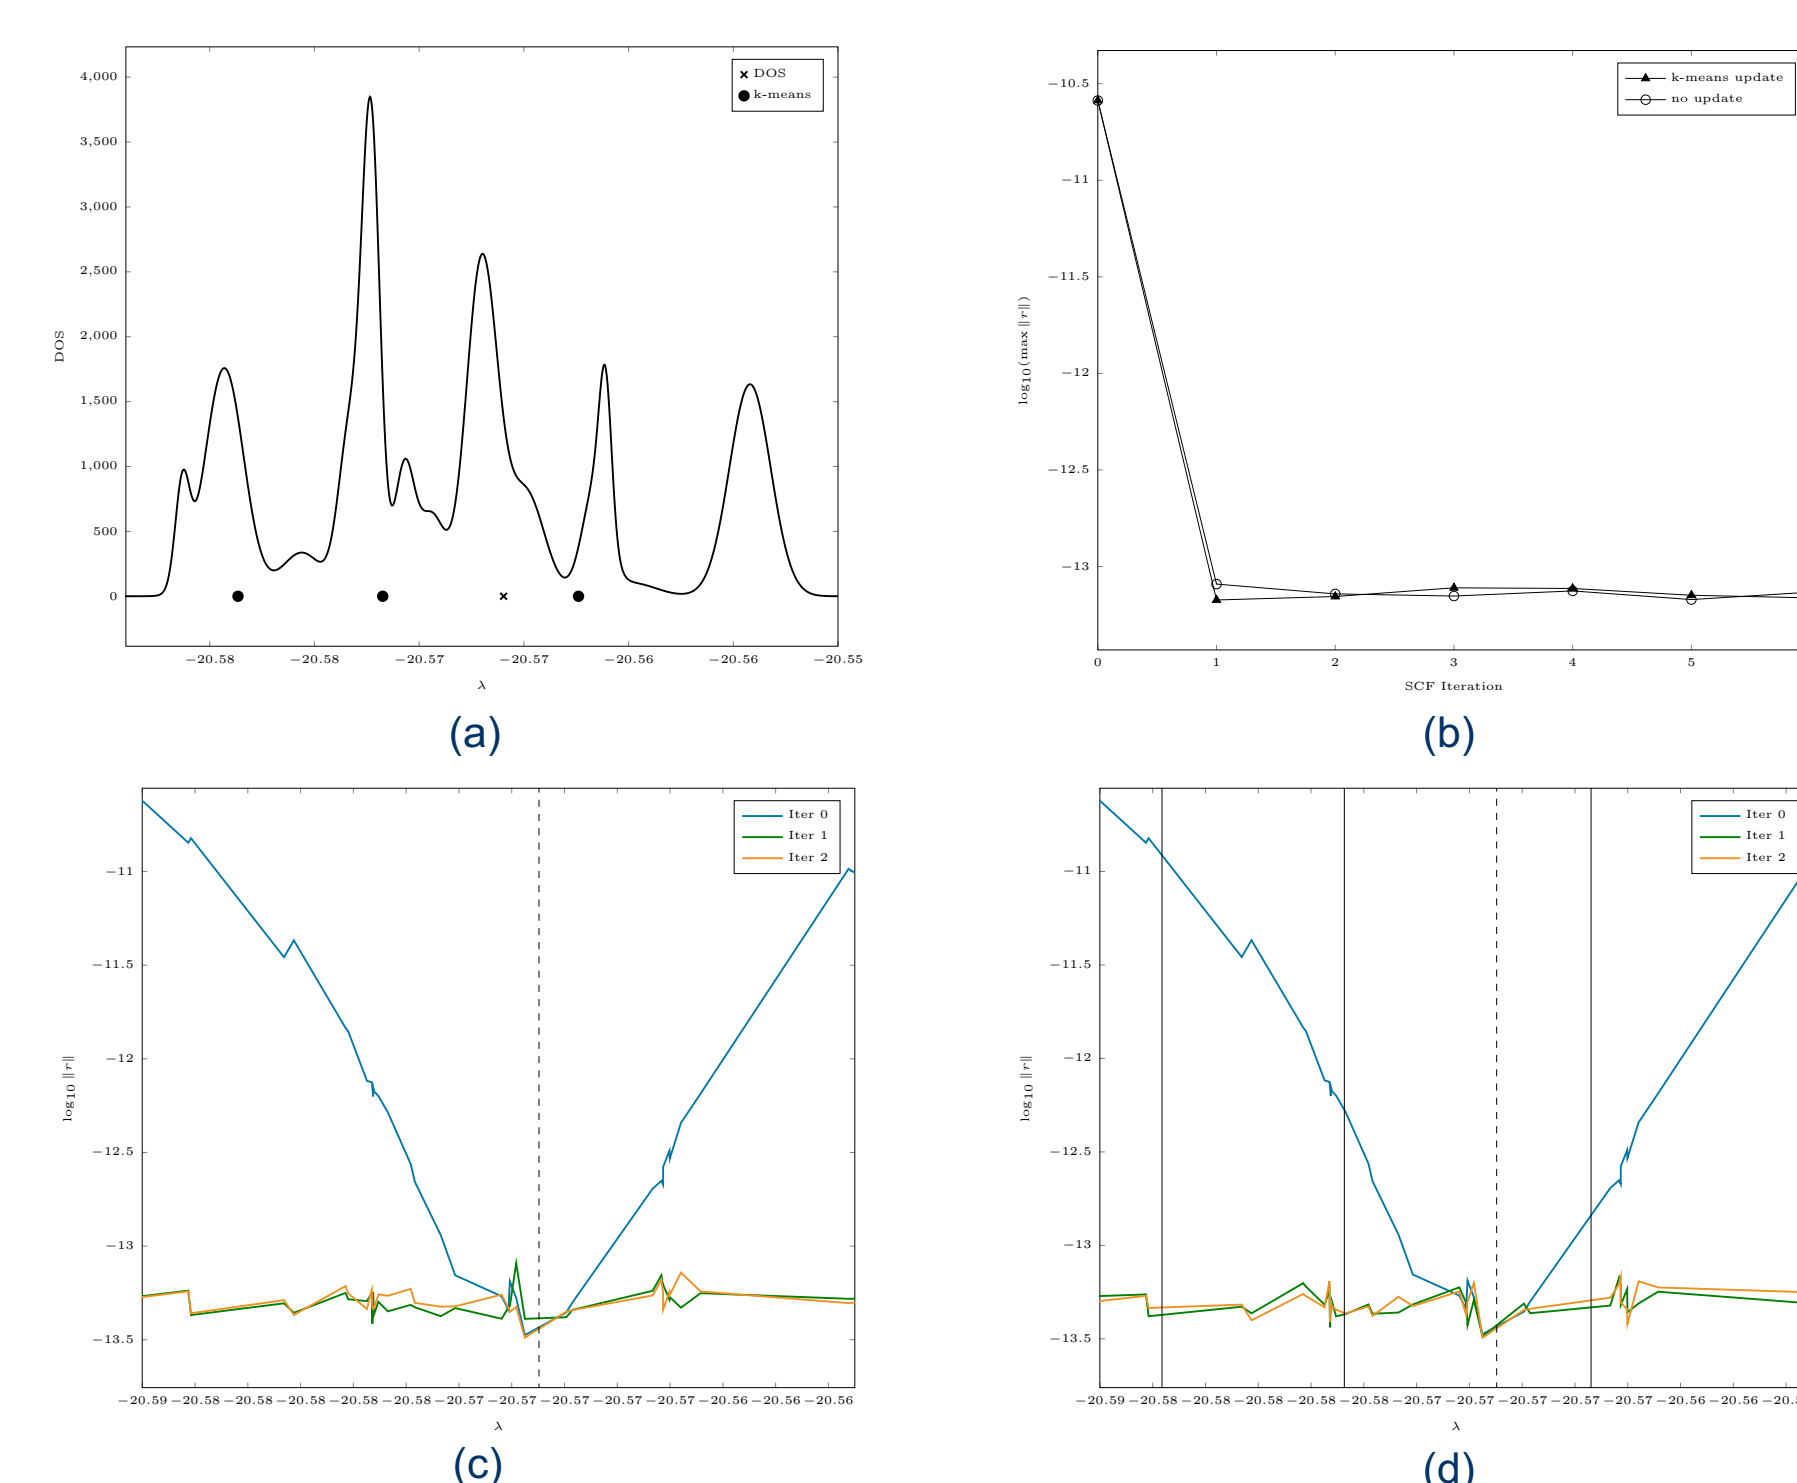 4,000
3,500
3,000
2,500
2,000
1,500
1,000
500
0
DOS
DOS
k-means
−20.58 −20.58 −20.57 −20.57 −20.56 −20.56 −20.55
λ
(a)
−10.5
−11
−11.5
−12
−12.5
−13
log10(max ‖r‖)
k-means update
no update
0 1 2 3 4 5
SCF Iteration
(b)
−11
−11.5
−12
−12.5
−13
−13.5
log10 ‖r‖
Iter 0
Iter 1
Iter 2
−20.59 −20.58 −20.58 −20.58 −20.58 −20.58 −20.57 −20.57 −20.57 −20.57 −20.57 −20.56 −20.56 −20.56
λ
(c)
−11
−11.5
−12
−12.5
−13
−13.5
log10 ‖r‖
Iter 0
Iter 1
Iter 2
−20.59 −20.58 −20.58 −20.58 −20.58 −20.58 −20.57 −20.57 −20.57 −20.57 −20.57 −20.56 −20.56
λ
(d)